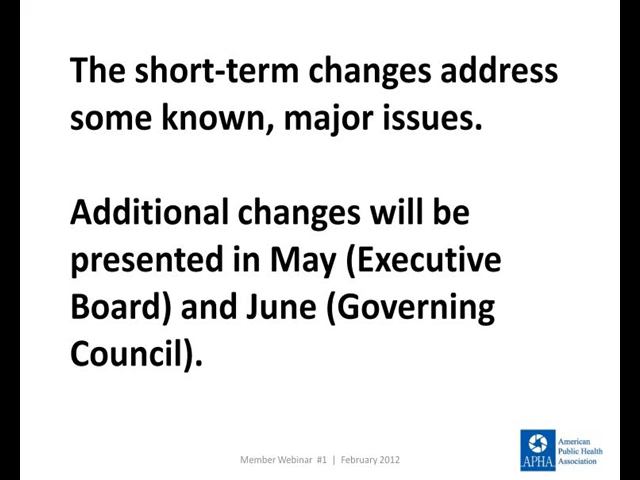 The short-term changes address
some known, major issues.
Additional changes will be
presented in May (Executive
Board) and June (Governing
Council).
Member Webinar #1 | February 2012
APHA
American
Public Health
Association